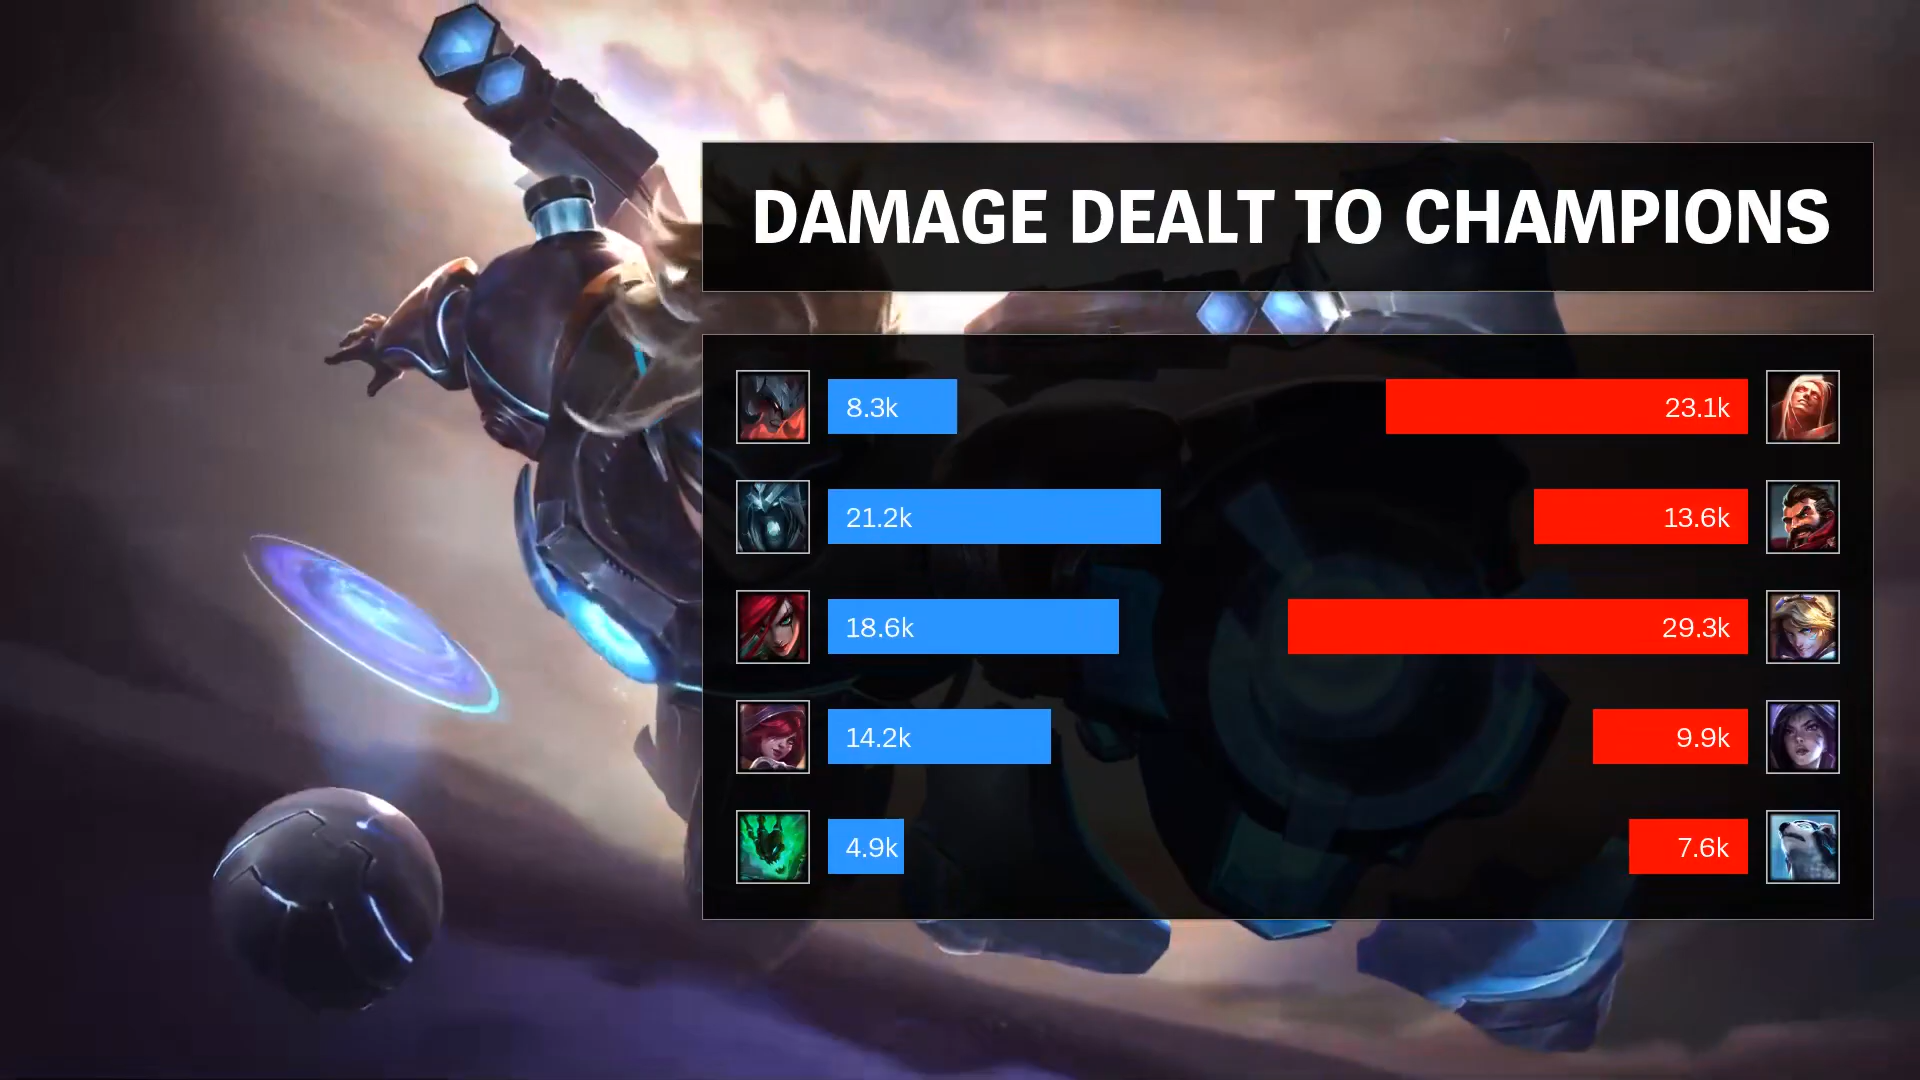 DAMAGE DEALT TO CHAMPIONS
8.3k 23.1k
21.2k 13.6k
18.6k 29.3k
14.2k 9.9k
4.9k 7.6k